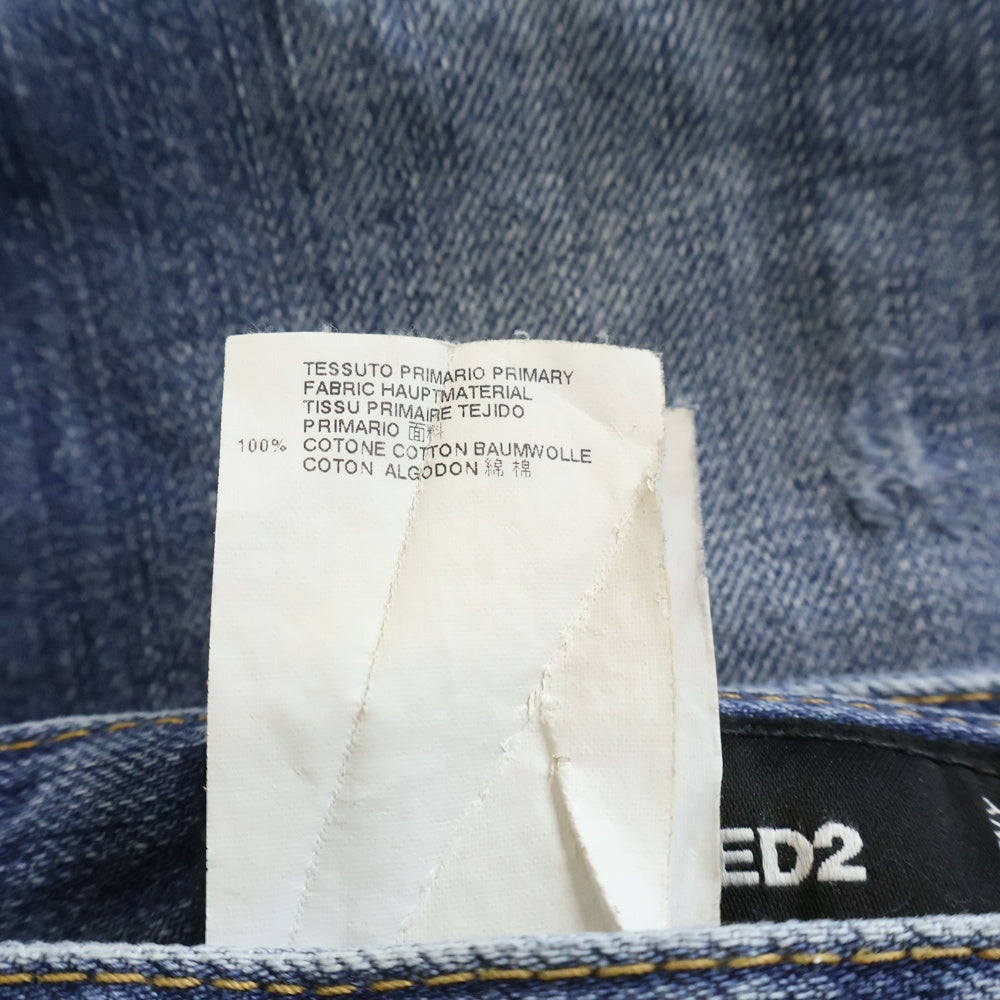 TESSUTO PRIMARIO PRIMARY
FABRIC HAUPTMATERIAL
TISSU PRIMAIRE TEJIDO
PRIMARIO 面料
100% COTONE COTTON BAUMWOLLE
COTON ALGODON 綿 棉
ED2